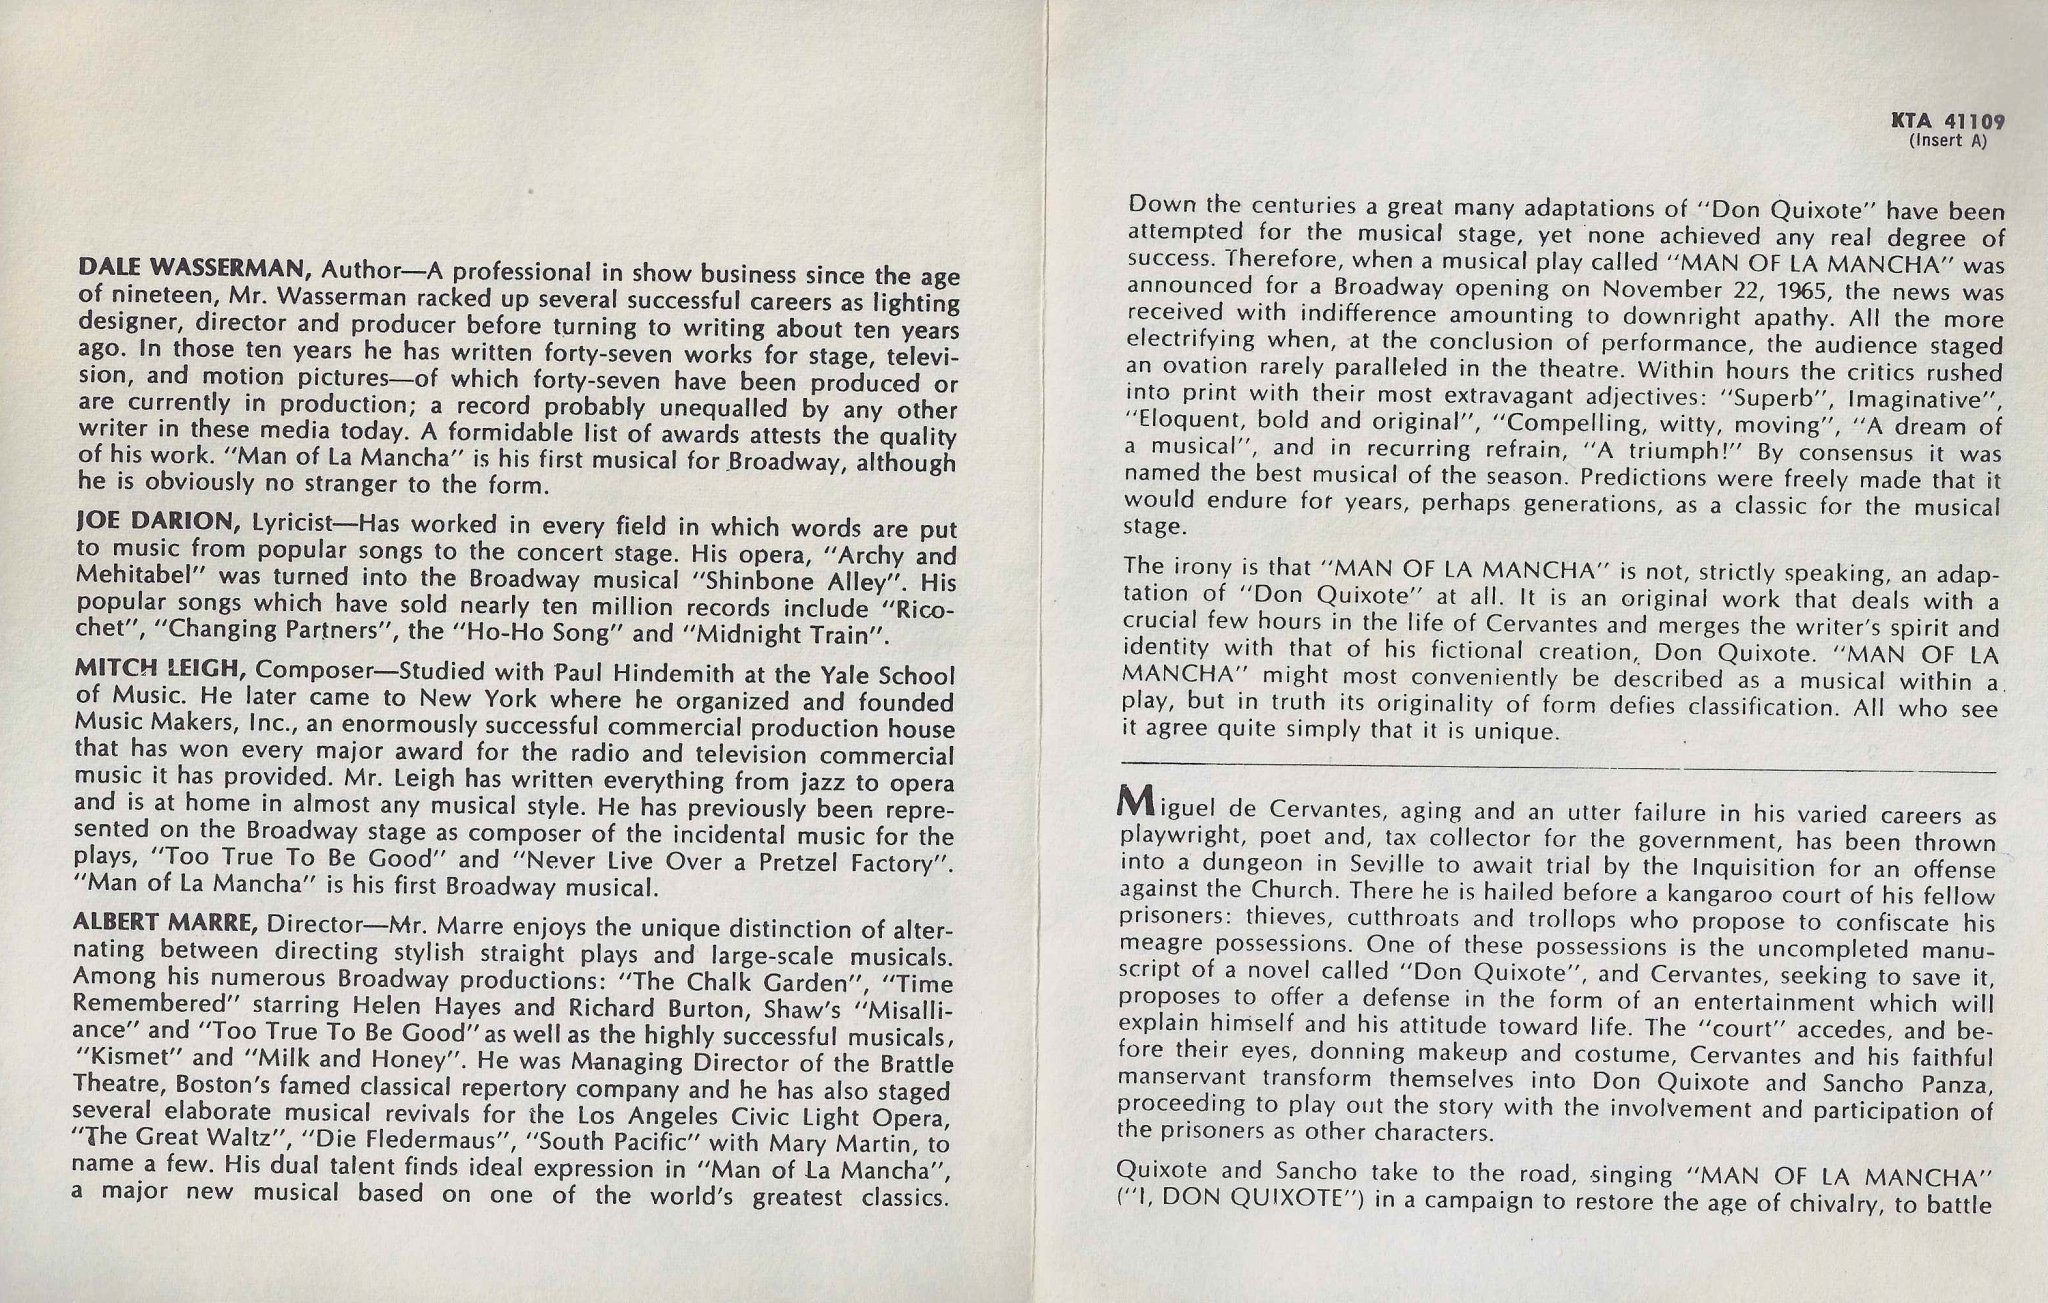 DALE WASSERMAN, Author—A professional in show business since the age
of nineteen, Mr. Wasserman racked up several successful careers as lighting
designer, director and producer before turning to writing about ten years
ago. In those ten years he has written forty-seven works for stage, televi-
sion, and motion pictures—of which forty-seven have been produced or
are currently in production; a record probably unequalled by any other
writer in these media today. A formidable list of awards attests the quality
of his work. "Man of La Mancha" is his first musical for Broadway, although
he is obviously no stranger to the form.
JOE DARION, Lyricist—Has worked in every field in which words are put
to music from popular songs to the concert stage. His opera, "Archy and
Mehitabel" was turned into the Broadway musical "Shinbone Alley". His
popular songs which have sold nearly ten million records include "Rico-
chet", "Changing Partners", the "Ho-Ho Song" and "Midnight Train".
MITCH LEIGH, Composer—Studied with Paul Hindemith at the Yale School
of Music. He later came to New York where he organized and founded
Music Makers, Inc., an enormously successful commercial production house
that has won every major award for the radio and television commercial
music it has provided. Mr. Leigh has written everything from jazz to opera
and is at home in almost any musical style. He has previously been repre-
sented on the Broadway stage as composer of the incidental music for the
plays, "Too True To Be Good" and "Never Live Over a Pretzel Factory".
"Man of La Mancha" is his first Broadway musical.
ALBERT MARRE, Director—Mr. Marre enjoys the unique distinction of alter-
nating between directing stylish straight plays and large-scale musicals.
Among his numerous Broadway productions: "The Chalk Garden", "Time
Remembered" starring Helen Hayes and Richard Burton, Shaw's "Misalli-
ance" and "Too True To Be Good" as well as the highly successful musicals,
"Kismet" and "Milk and Honey". He was Managing Director of the Brattle
Theatre, Boston's famed classical repertory company and he has also staged
several elaborate musical revivals for the Los Angeles Civic Light Opera,
"The Great Waltz", "Die Fledermaus", "South Pacific" with Mary Martin, to
name a few. His dual talent finds ideal expression in "Man of La Mancha",
a major new musical based on one of the world's greatest classics.
KTA 41109
(Insert A)
Down the centuries a great many adaptations of "Don Quixote" have been
attempted for the musical stage, yet none achieved any real degree of
success. Therefore, when a musical play called "MAN OF LA MANCHA" was
announced for a Broadway opening on November 22, 1965, the news was
received with indifference amounting to downright apathy. All the more
electrifying when, at the conclusion of performance, the audience staged
an ovation rarely paralleled in the theatre. Within hours the critics rushed
into print with their most extravagant adjectives: "Superb", Imaginative",
"Eloquent, bold and original", "Compelling, witty, moving", "A dream of
a musical", and in recurring refrain, "A triumph!" By consensus it was
named the best musical of the season. Predictions were freely made that it
would endure for years, perhaps generations, as a classic for the musical
stage.
The irony is that "MAN OF LA MANCHA" is not, strictly speaking, an adap-
tation of "Don Quixote" at all. It is an original work that deals with a
crucial few hours in the life of Cervantes and merges the writer's spirit and
identity with that of his fictional creation, Don Quixote. "MAN OF LA
MANCHA" might most conveniently be described as a musical within a
play, but in truth its originality of form defies classification. All who see
it agree quite simply that it is unique.
Miguel de Cervantes, aging and an utter failure in his varied careers as
playwright, poet and, tax collector for the government, has been thrown
into a dungeon in Seville to await trial by the Inquisition for an offense
against the Church. There he is hailed before a kangaroo court of his fellow
prisoners: thieves, cutthroats and trollops who propose to confiscate his
meagre possessions. One of these possessions is the uncompleted manu-
script of a novel called "Don Quixote", and Cervantes, seeking to save it,
proposes to offer a defense in the form of an entertainment which will
explain himself and his attitude toward life. The "court" accedes, and be-
fore their eyes, donning makeup and costume, Cervantes and his faithful
manservant transform themselves into Don Quixote and Sancho Panza,
proceeding to play out the story with the involvement and participation of
the prisoners as other characters.
Quixote and Sancho take to the road, singing "MAN OF LA MANCHA"
("I, DON QUIXOTE") in a campaign to restore the age of chivalry, to battle